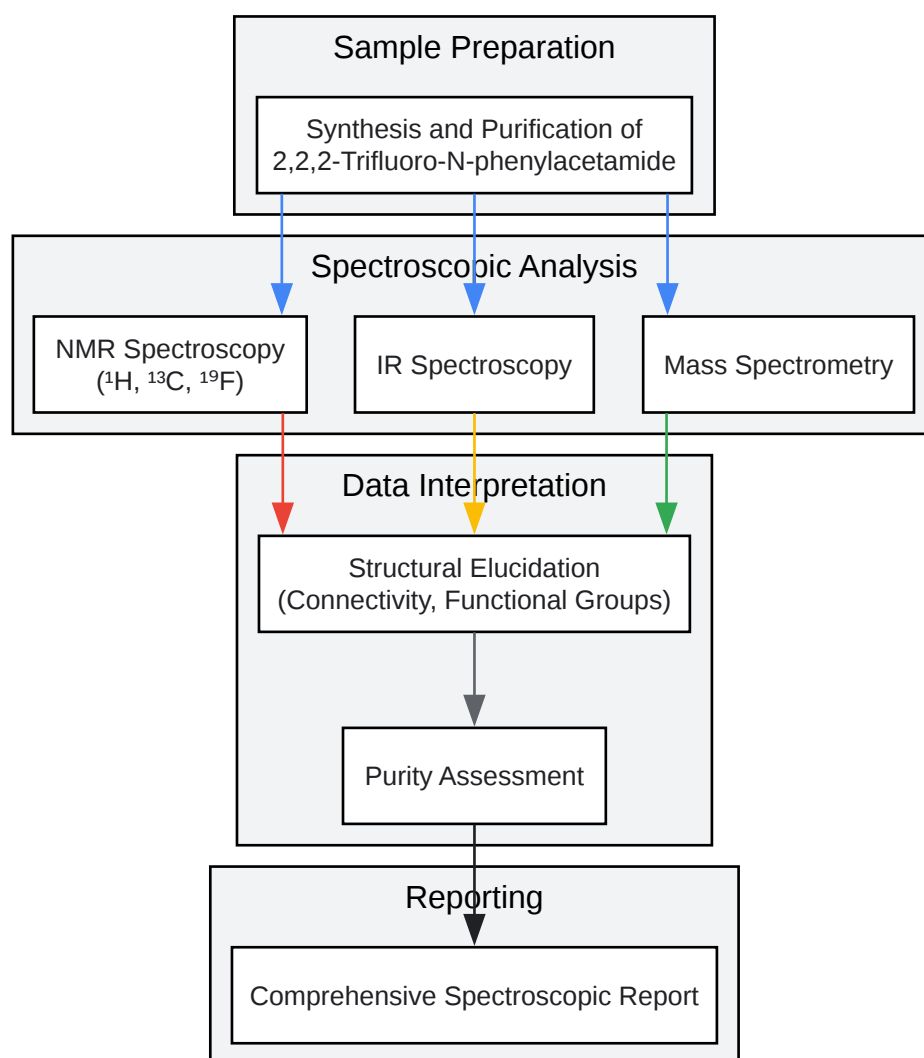 Sample Preparation
Synthesis and Purification of
2,2,2-Trifluoro-N-phenylacetamide
Spectroscopic Analysis
NMR Spectroscopy
(¹H, ¹³C, ¹⁹F)
IR Spectroscopy
Mass Spectrometry
Data Interpretation
Structural Elucidation
(Connectivity, Functional Groups)
Purity Assessment
Reporting
Comprehensive Spectroscopic Report